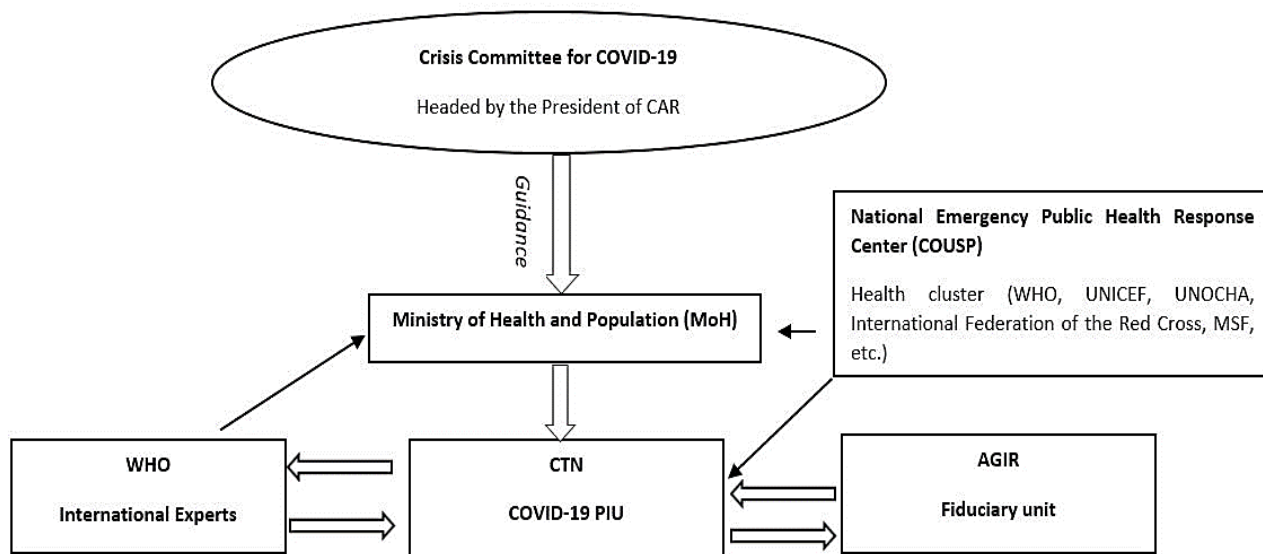 Crisis Committee for COVID-19
Headed by the President of CAR
Guidance
National Emergency Public Health Response
Center (COUSP)
Health cluster (WHO, UNICEF, UNOCHA,
International Federation of the Red Cross, MSF,
etc.)
Ministry of Health and Population (MoH)
WHO
International Experts
CTN
COVID-19 PIU
AGIR
Fiduciary unit